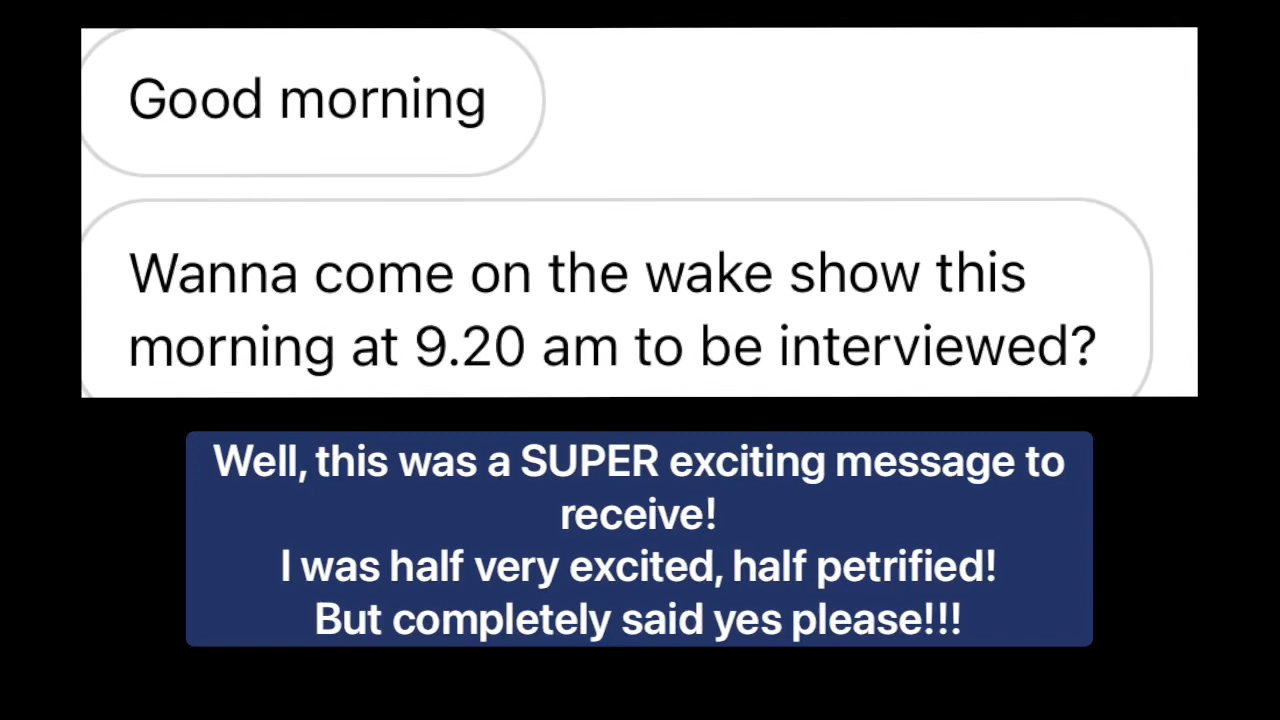 Good morning
Wanna come on the wake show this
morning at 9.20 am to be interviewed?
Well, this was a SUPER exciting message to
receive!
I was half very excited, half petrified!
But completely said yes please!!!